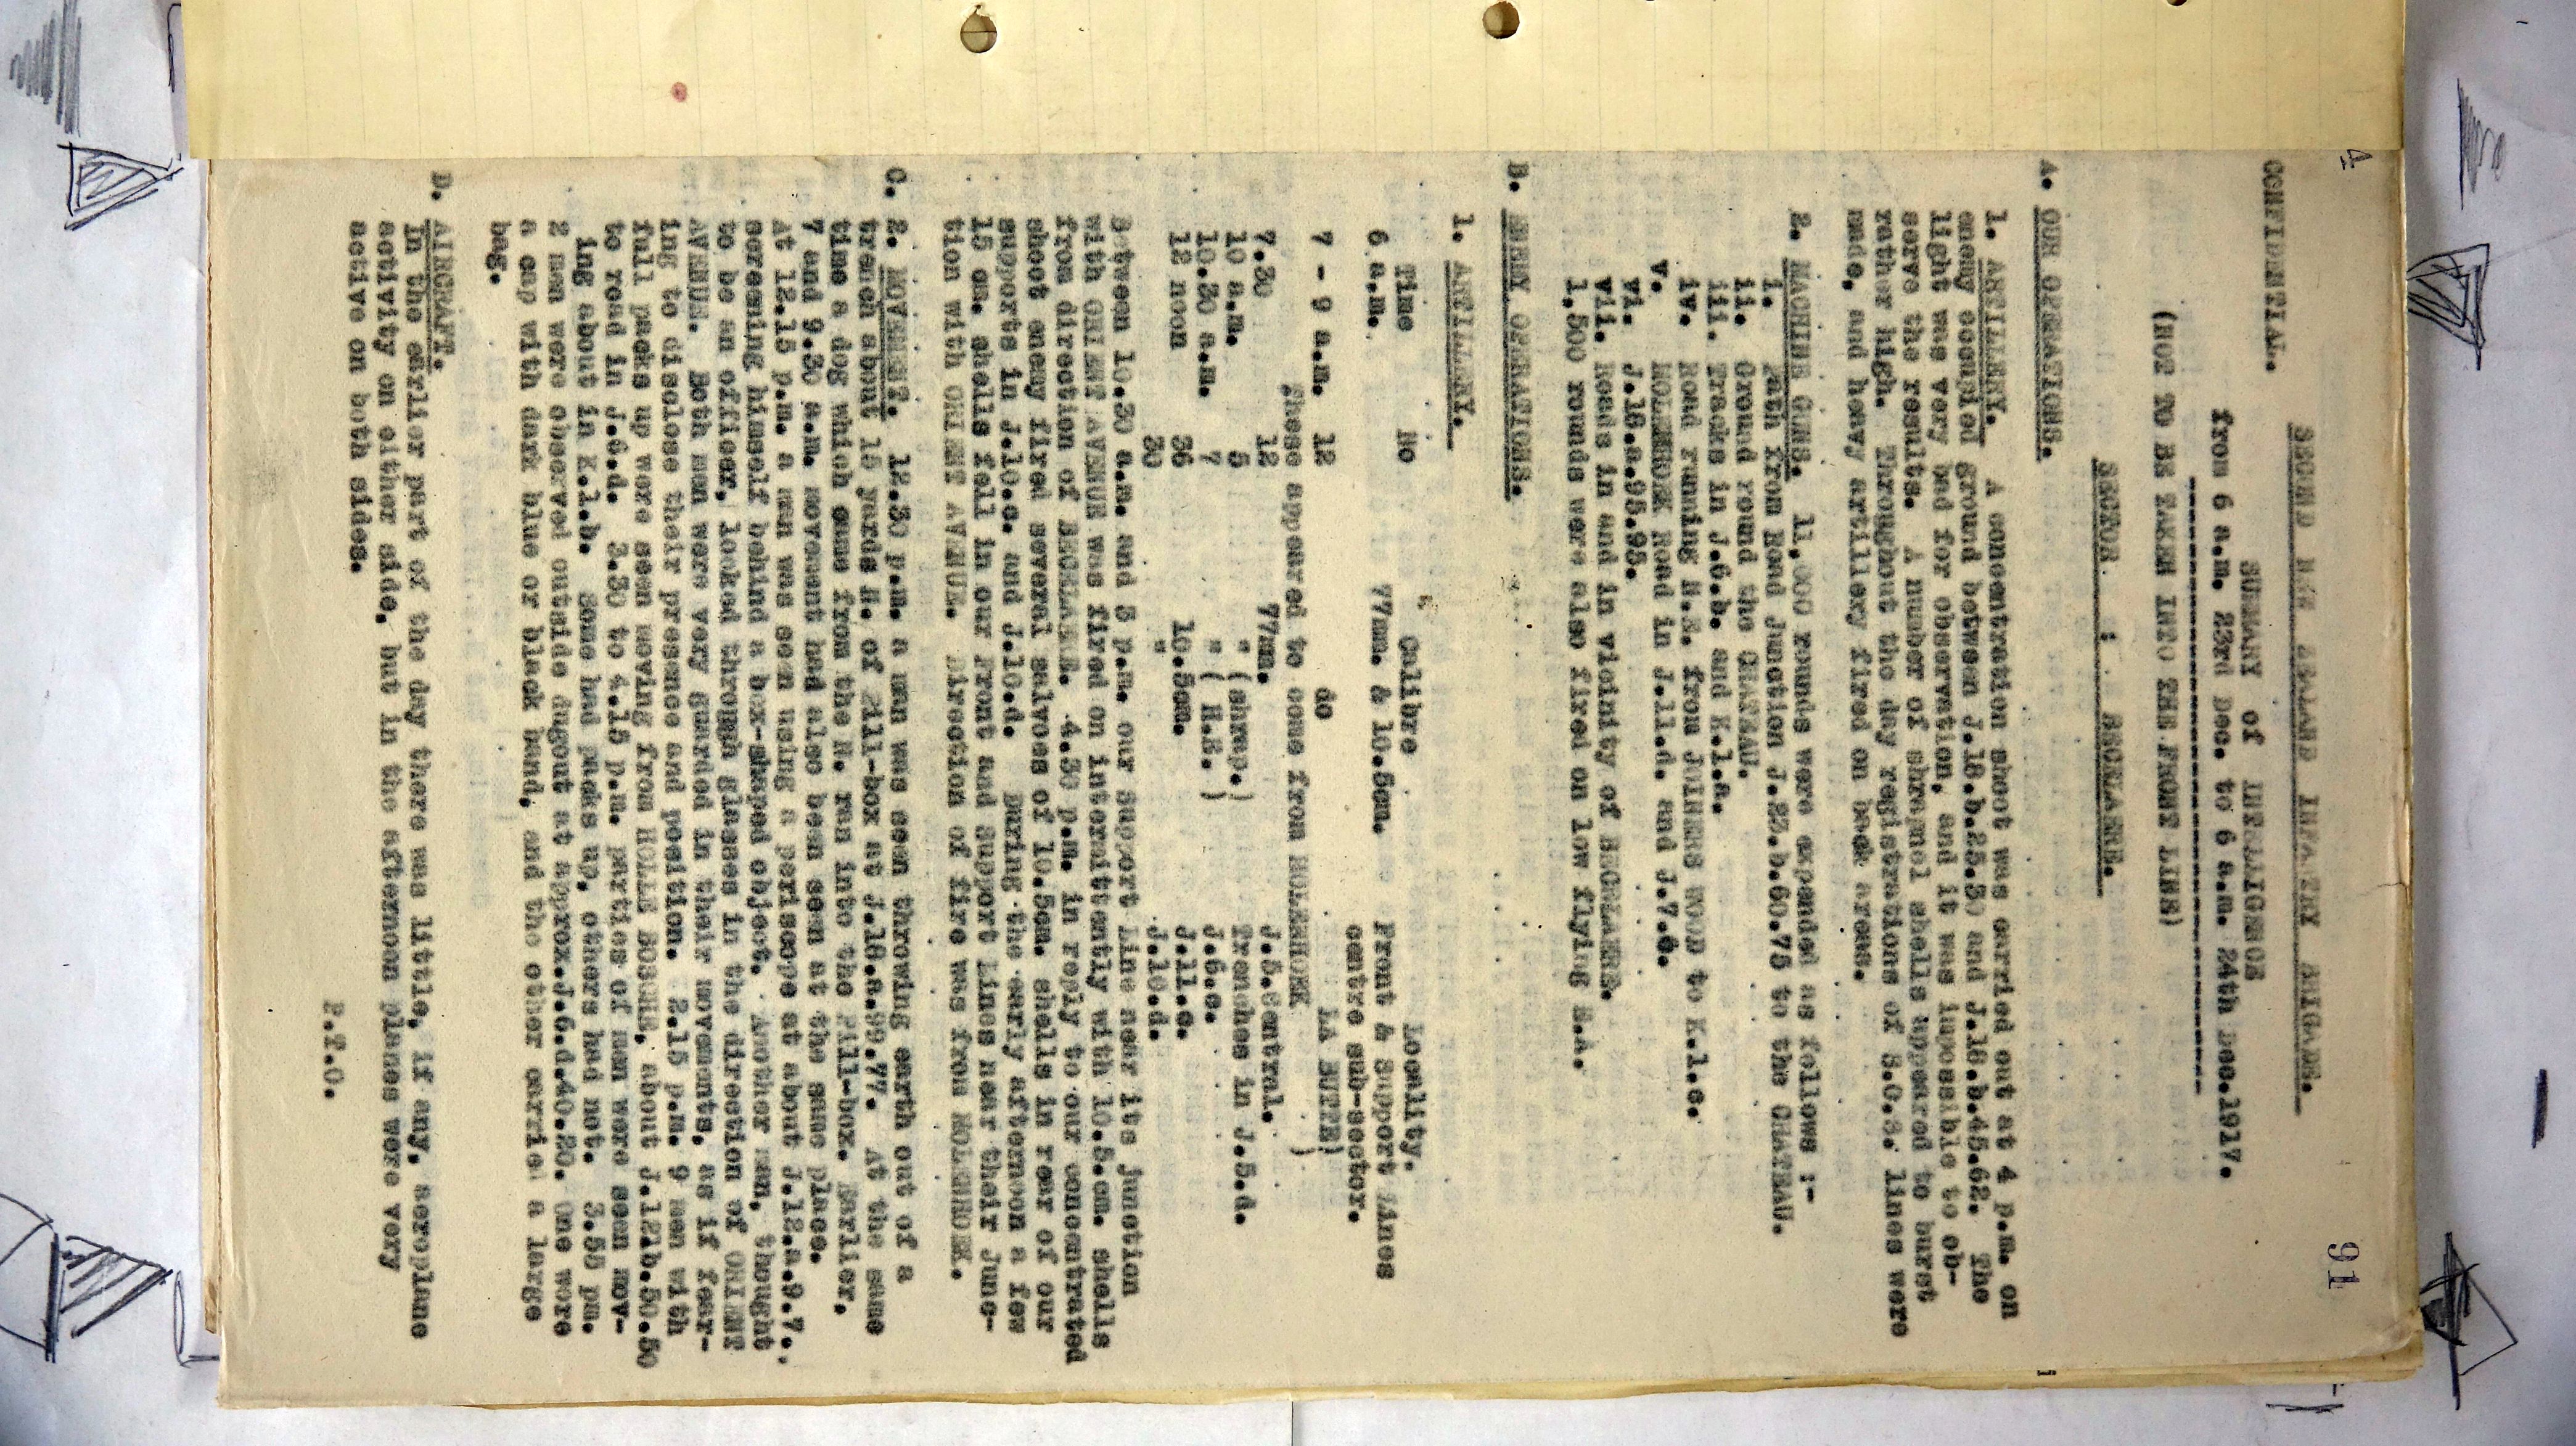 4
91
SECOND NEW ZEALAND INFANTRY BRIGADE.
CONFIDENTIAL.
SUMMARY of INTELLIGENCE
from 6 a.m. 23rd Dec. to 6 a.m. 24th Dec.1917.
(NOT TO BE TAKEN INTO THE FRONT LINE)
SECTOR : BECELAERE.
A. OUR OPERATIONS.
1. ARTILLERY. A concentration shoot was carried out at 4 p.m. on
enemy occupied ground between J.18.b.25.30 and J.18.b.45.62. The
light was very bad for observation, and it was impossible to ob-
serve the results. A number of shrapnel shells appeared to burst
rather high. Throughout the day registrations of S.O.S. lines were
made, and heavy artillery fired on back areas.
2. MACHINE GUNS. 11,000 rounds were expended as follows :-
i. Path from Road Junction J.23.b.60.75 to the CHATEAU.
ii. Ground round the CHATEAU.
iii. Tracks in J.6.b. and K.1.a.
iv. Road running N.E. from JOINERS WOOD to K.1.c.
v. MOLENHOEK Road in J.11.d. and J.7.c.
vi. J.18.a.95.95.
vii. Roads in and in vicinity of BECELAERE.
1,500 rounds were also fired on low flying E.A.
B. ENEMY OPERATIONS.
1. ARTILLERY.
Time No Calibre Locality.
6 a.m. 77mm. & 10.5cm. Front & Support Lines
centre sub-sector.
7 - 9 a.m. 12 do LA BUTTE)
These appeared to come from MOLENHOEK )
7.30 12 77mm. J.5.central.
10 a.m. 5 " (shrap.) Trenches in J.5.d.
10.30 a.m. 7 " ( H.E. ) J.6.c.
12 noon 36 10.5cm. J.11.c.
30 " J.10.d.
Between 10.30 a.m. and 3 p.m. our Support Line near its junction
with ORIENT AVENUE was fired on intermittently with 10.5.cm. shells
from direction of BECELAERE. 4.30 p.m. in reply to our concentrated
shoot enemy fired several salvoes of 10.5cm. shells in rear of our
supports in J.10.c. and J.10.d. During the early afternoon a few
15 cm. shells fell in our Front and Support Lines near their Junc-
tion with ORIENT AVENUE. Direction of fire was from MOLENHOEK.
C. 2. MOVEMENT. 12.30 p.m. a man was seen throwing earth out of a
trench about 15 yards N. of Pill-box at J.18.a.99.77. At the same
time a dog which came from the N. ran into the Pill-box. Earlier,
7 and 9.30 a.m. movement had also been seen at the same place.
At 12.15 p.m. a man was seen using a periscope at about J.12.a.9.7.,
screening himself behind a box-shaped object. Another man, thought
to be an officer, looked through glasses in the direction of ORIENT
AVENUE. Both men were very guarded in their movements, as if fear-
ing to disclose their presence and position. 2.15 p.m. 9 men with
full packs up were seen moving from HOLLE BOSCHE, about J.12lb.50.50
to road in J.6.d. 3.30 to 4.15 p.m. parties of men were seen mov-
ing about in K.1.b. Some had packs up, others had not. 3.55 pm.
2 men were observed outside dugout at approx.J.6.d.40.20. One wore
a cap with dark blue or black band, and the other carried a large
bag.
D. AIRCRAFT.
In the earlier part of the day there was little, if any, aeroplane
activity on either side, but in the afternoon planes were very
active on both sides.
P.T.O.